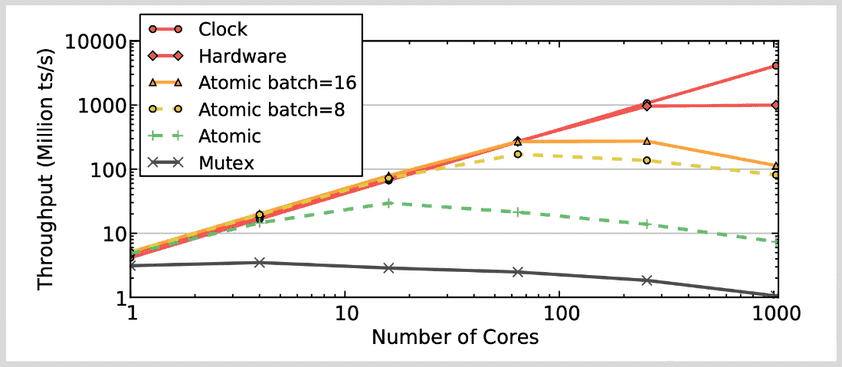 Clock
Hardware
Atomic batch=16
Atomic batch=8
Atomic
Mutex
Throughput (Million ts/s)
10000
1000
100
10
1
1 10 100 1000
Number of Cores